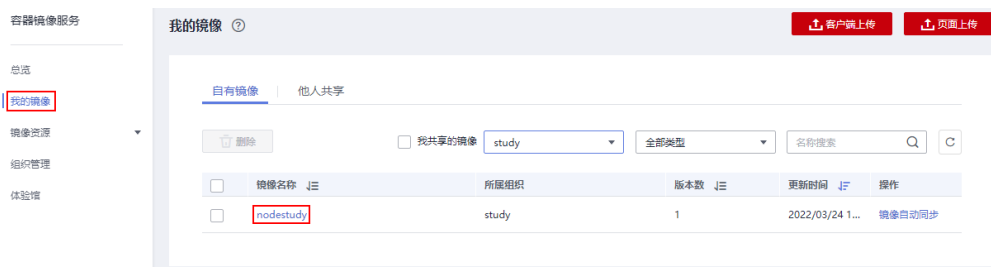 容器镜像服务
总览
我的镜像
镜像资源
组织管理
体验馆
我的镜像
客户端上传 页面上传
自有镜像 他人共享
删除 我共享的镜像 study 全部类型 名称搜索
镜像名称 所属组织 版本数 更新时间 操作
nodestudy study 1 2022/03/24 1... 镜像自动同步